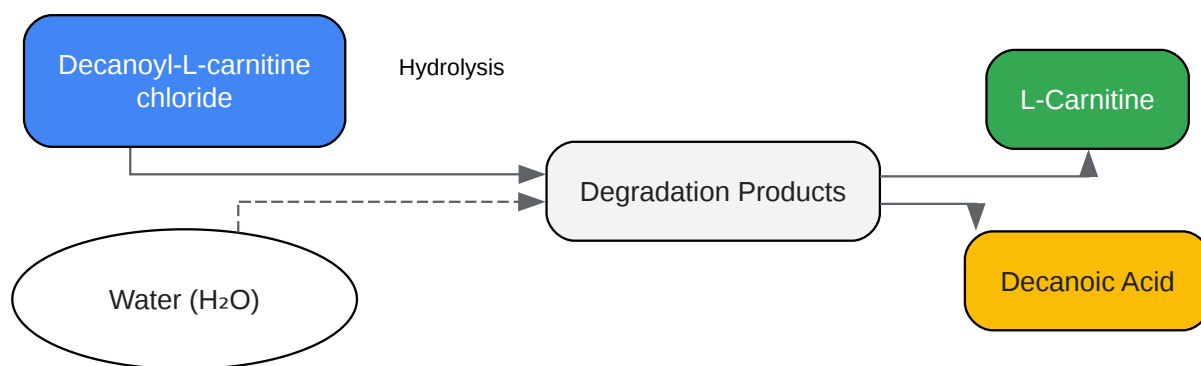 Decanoyl-L-carnitine
chloride
Hydrolysis
L-Carnitine
Degradation Products
Water (H₂O)
Decanoic Acid